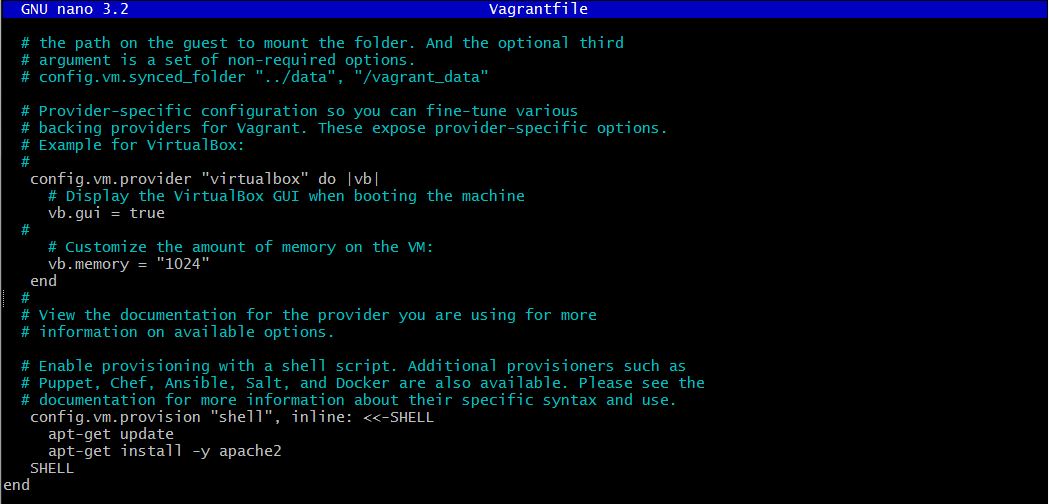 GNU nano 3.2 Vagrantfile
# the path on the guest to mount the folder. And the optional third
# argument is a set of non-required options.
# config.vm.synced_folder "../data", "/vagrant_data"
# Provider-specific configuration so you can fine-tune various
# backing providers for Vagrant. These expose provider-specific options.
# Example for VirtualBox:
#
config.vm.provider "virtualbox" do |vb|
# Display the VirtualBox GUI when booting the machine
vb.gui = true
#
# Customize the amount of memory on the VM:
vb.memory = "1024"
end
#
# View the documentation for the provider you are using for more
# information on available options.
# Enable provisioning with a shell script. Additional provisioners such as
# Puppet, Chef, Ansible, Salt, and Docker are also available. Please see the
# documentation for more information about their specific syntax and use.
config.vm.provision "shell", inline: <<-SHELL
apt-get update
apt-get install -y apache2
SHELL
end